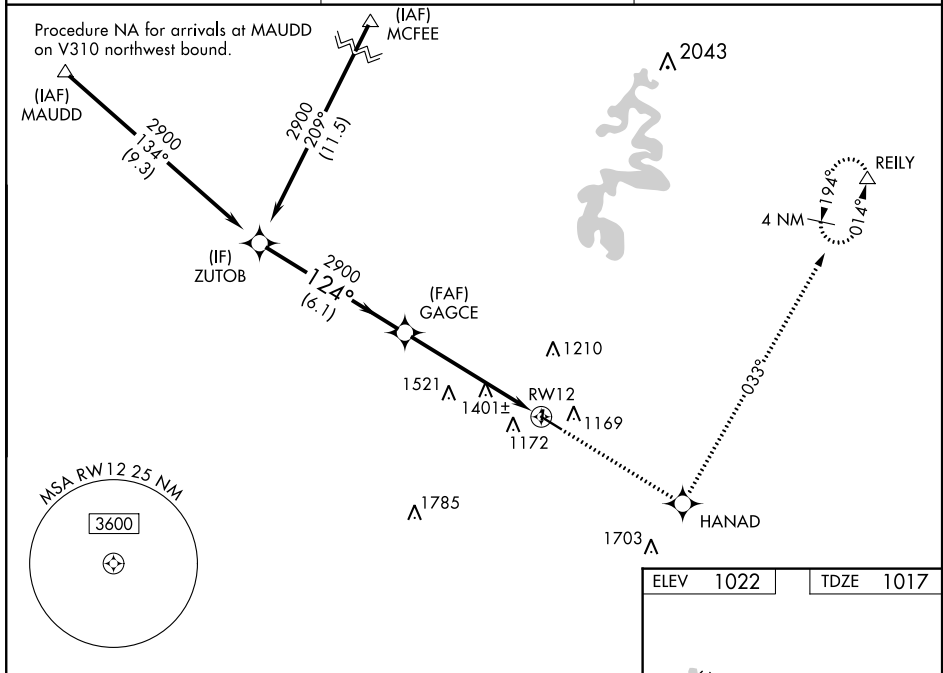 Procedure NA for arrivals at MAUDD
on V310 northwest bound.
(IAF)
MCFEE
(IAF)
MAUDD
2043
2900
134°
(9.3)
2900
209°
(11.5)
REILY
194°
014°
4 NM
(IF)
ZUTOB
2900
124°
(6.1)
(FAF)
GAGCE
1210
033°
1521
1401±
RW12
1169
1172
MSA RW12 25 NM
3600
1785
HANAD
1703
ELEV 1022
TDZE 1017